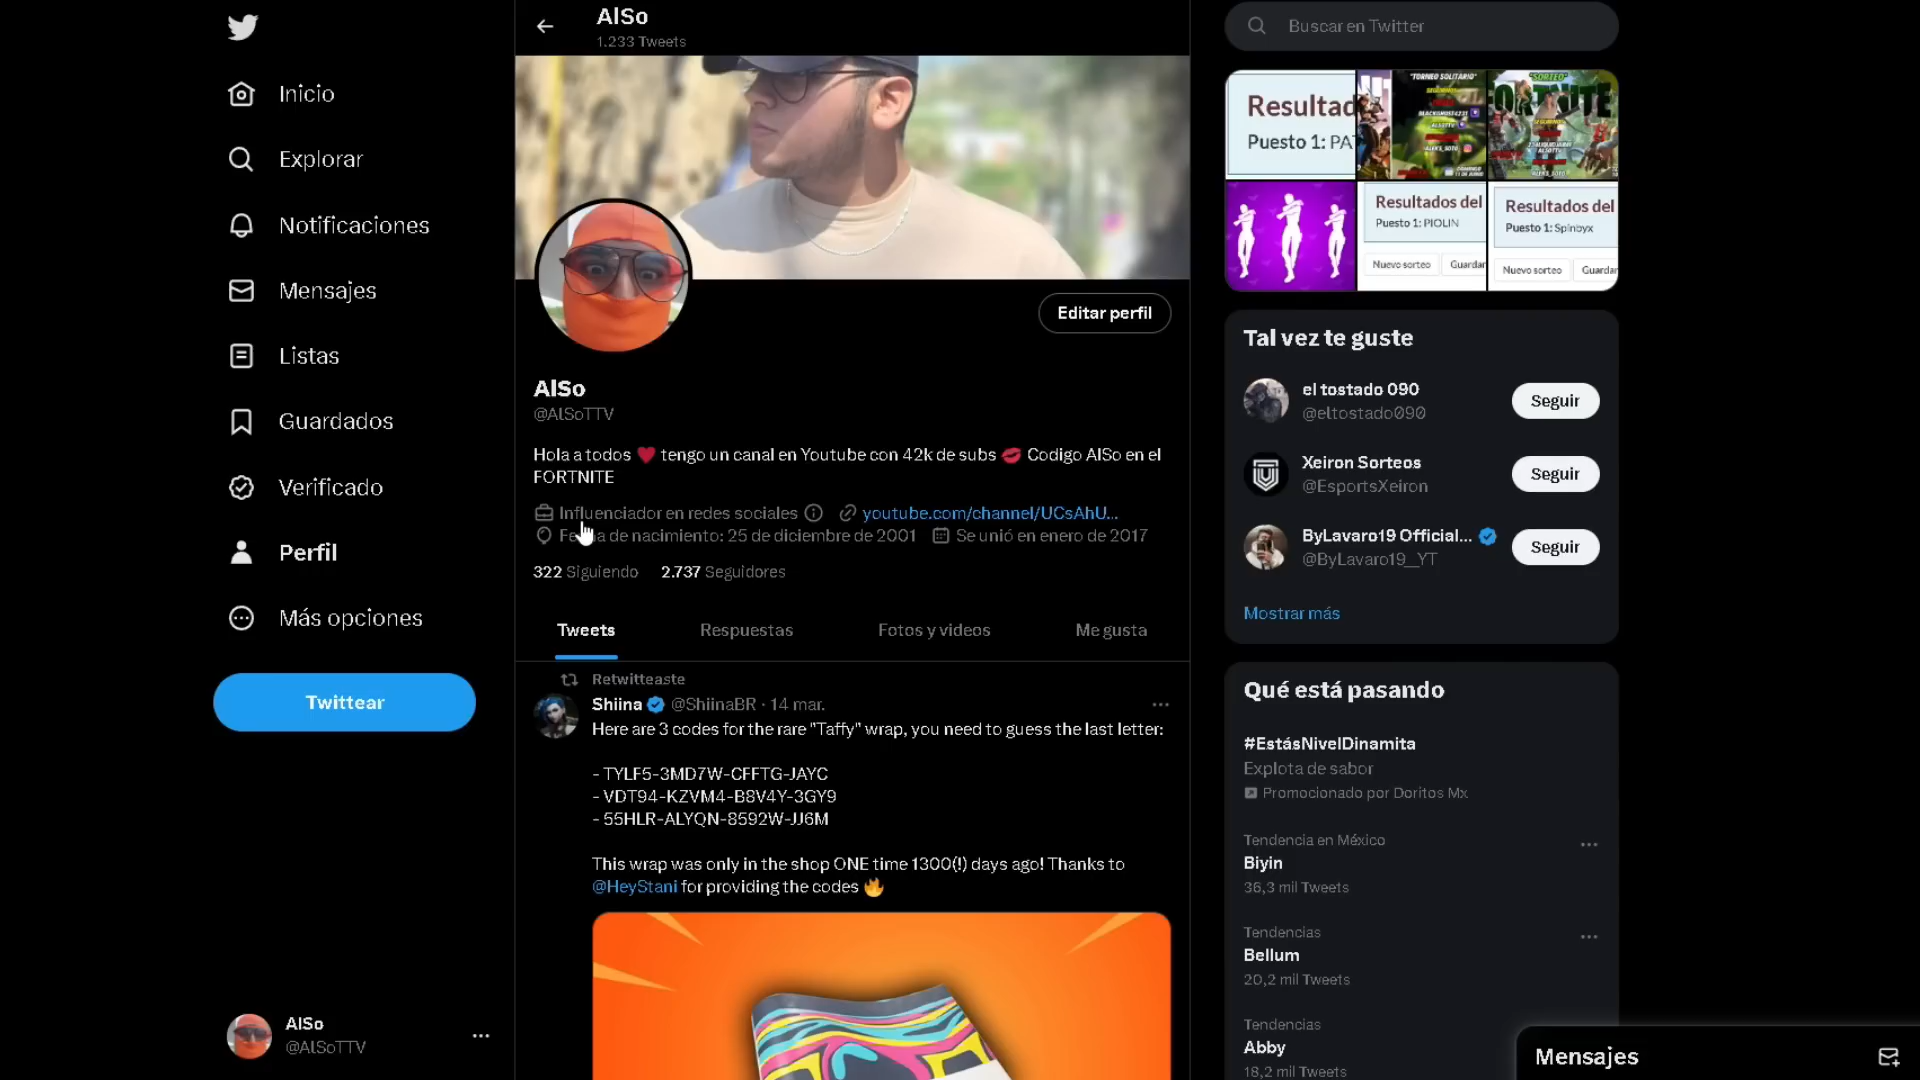 AlSo
1.233 Tweets
Buscar en Twitter
Inicio
Explorar
Notificaciones
Mensajes
Listas
Guardados
Verificado
Perfil
Más opciones
Twittear
AlSo
@AlSoTTV
Editar perfil
AlSo
@AlSoTTV
Hola a todos ❤️ tengo un canal en Youtube con 42k de subs 💋 Codigo AlSo en el
FORTNITE
Influenciador en redes sociales
youtube.com/channel/UCsAhU...
Fecha de nacimiento: 25 de diciembre de 2001
Se unió en enero de 2017
322 Siguiendo
2.737 Seguidores
Tweets
Respuestas
Fotos y videos
Me gusta
Retwitteaste
Shiina @ShiinaBR · 14 mar.
Here are 3 codes for the rare "Taffy" wrap, you need to guess the last letter:
- TYLF5-3MD7W-CFFTG-JAYC
- VDT94-KZVM4-B8V4Y-3GY9
- 55HLR-ALYQN-8592W-JJ6M
This wrap was only in the shop ONE time 1300(!) days ago! Thanks to
@HeyStani for providing the codes 🔥
Resultad
Puesto 1: PA
"TORNEO SOLITARIO"
"SORTEO"
Resultados del
Puesto 1: PIOLIN
Nuevo sorteo
Guardar
Resultados del
Puesto 1: Spinbyx
Nuevo sorteo
Guardar
Tal vez te guste
el tostado 090
@eltostado090
Seguir
Xeiron Sorteos
@EsportsXeiron
Seguir
ByLavaro19 Official...
@ByLavaro19__YT
Seguir
Mostrar más
Qué está pasando
#EstásNivelDinamita
Explota de sabor
Promocionado por Doritos Mx
Tendencia en México
Biyin
36,3 mil Tweets
Tendencias
Bellum
20,2 mil Tweets
Tendencias
Abby
18,2 mil Tweets
Mensajes